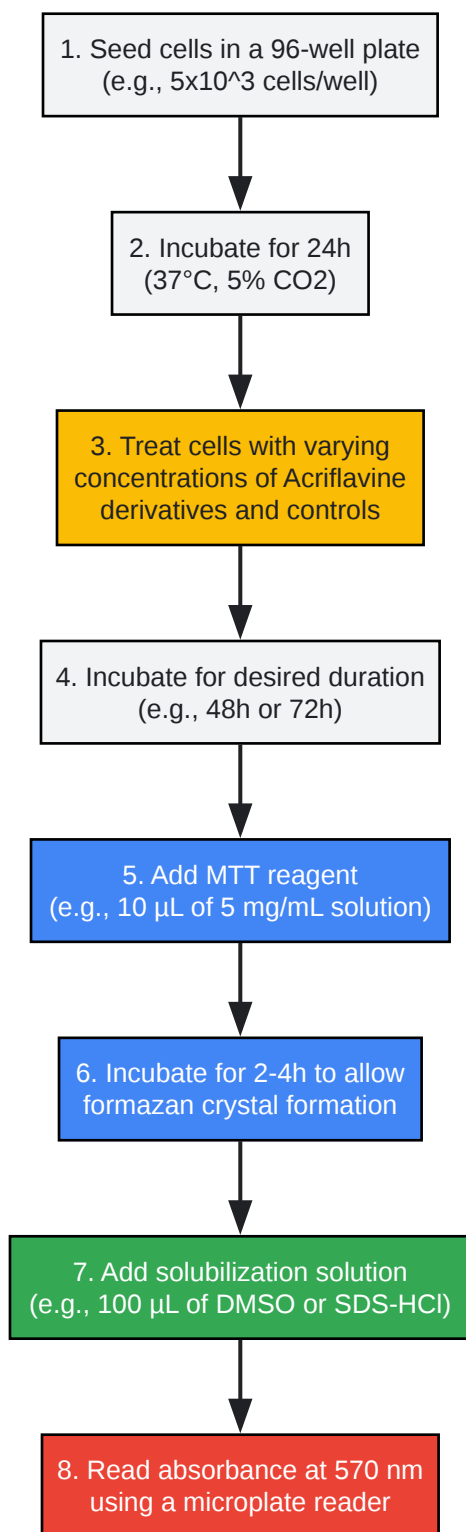 1. Seed cells in a 96-well plate
(e.g., 5x10^3 cells/well)
2. Incubate for 24h
(37°C, 5% CO2)
3. Treat cells with varying
concentrations of Acriflavine
derivatives and controls
4. Incubate for desired duration
(e.g., 48h or 72h)
5. Add MTT reagent
(e.g., 10 µL of 5 mg/mL solution)
6. Incubate for 2-4h to allow
formazan crystal formation
7. Add solubilization solution
(e.g., 100 µL of DMSO or SDS-HCl)
8. Read absorbance at 570 nm
using a microplate reader